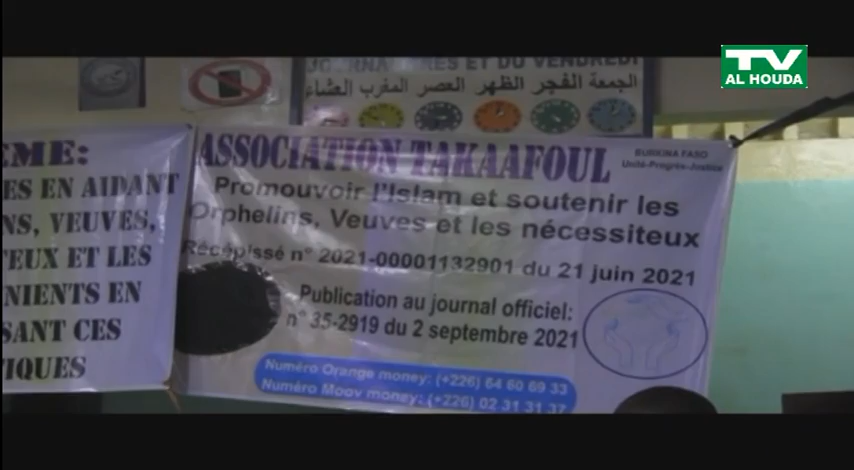 TV
AL HOUDA
JOURNALIERES ET DU VENDREDI
الجمعة الفجر الظهر العصر المغرب العشاء
EME:
ES EN AIDANT
NS, VEUVES,
TEUX ET LES
NIENTS EN
SANT CES
TIQUES
ASSOCIATION TAKAAFOUL
BURKINA FASO
Unité-Progrès-Justice
Promouvoir l'Islam et soutenir les
Orphelins, Veuves et les nécessiteux
Récépissé n° 2021-00001132901 du 21 juin 2021
Publication au journal officiel:
n° 35-2919 du 2 septembre 2021
Numéro Orange money: (+226) 64 60 69 33
Numéro Moov money: (+226) 02 31 31 37